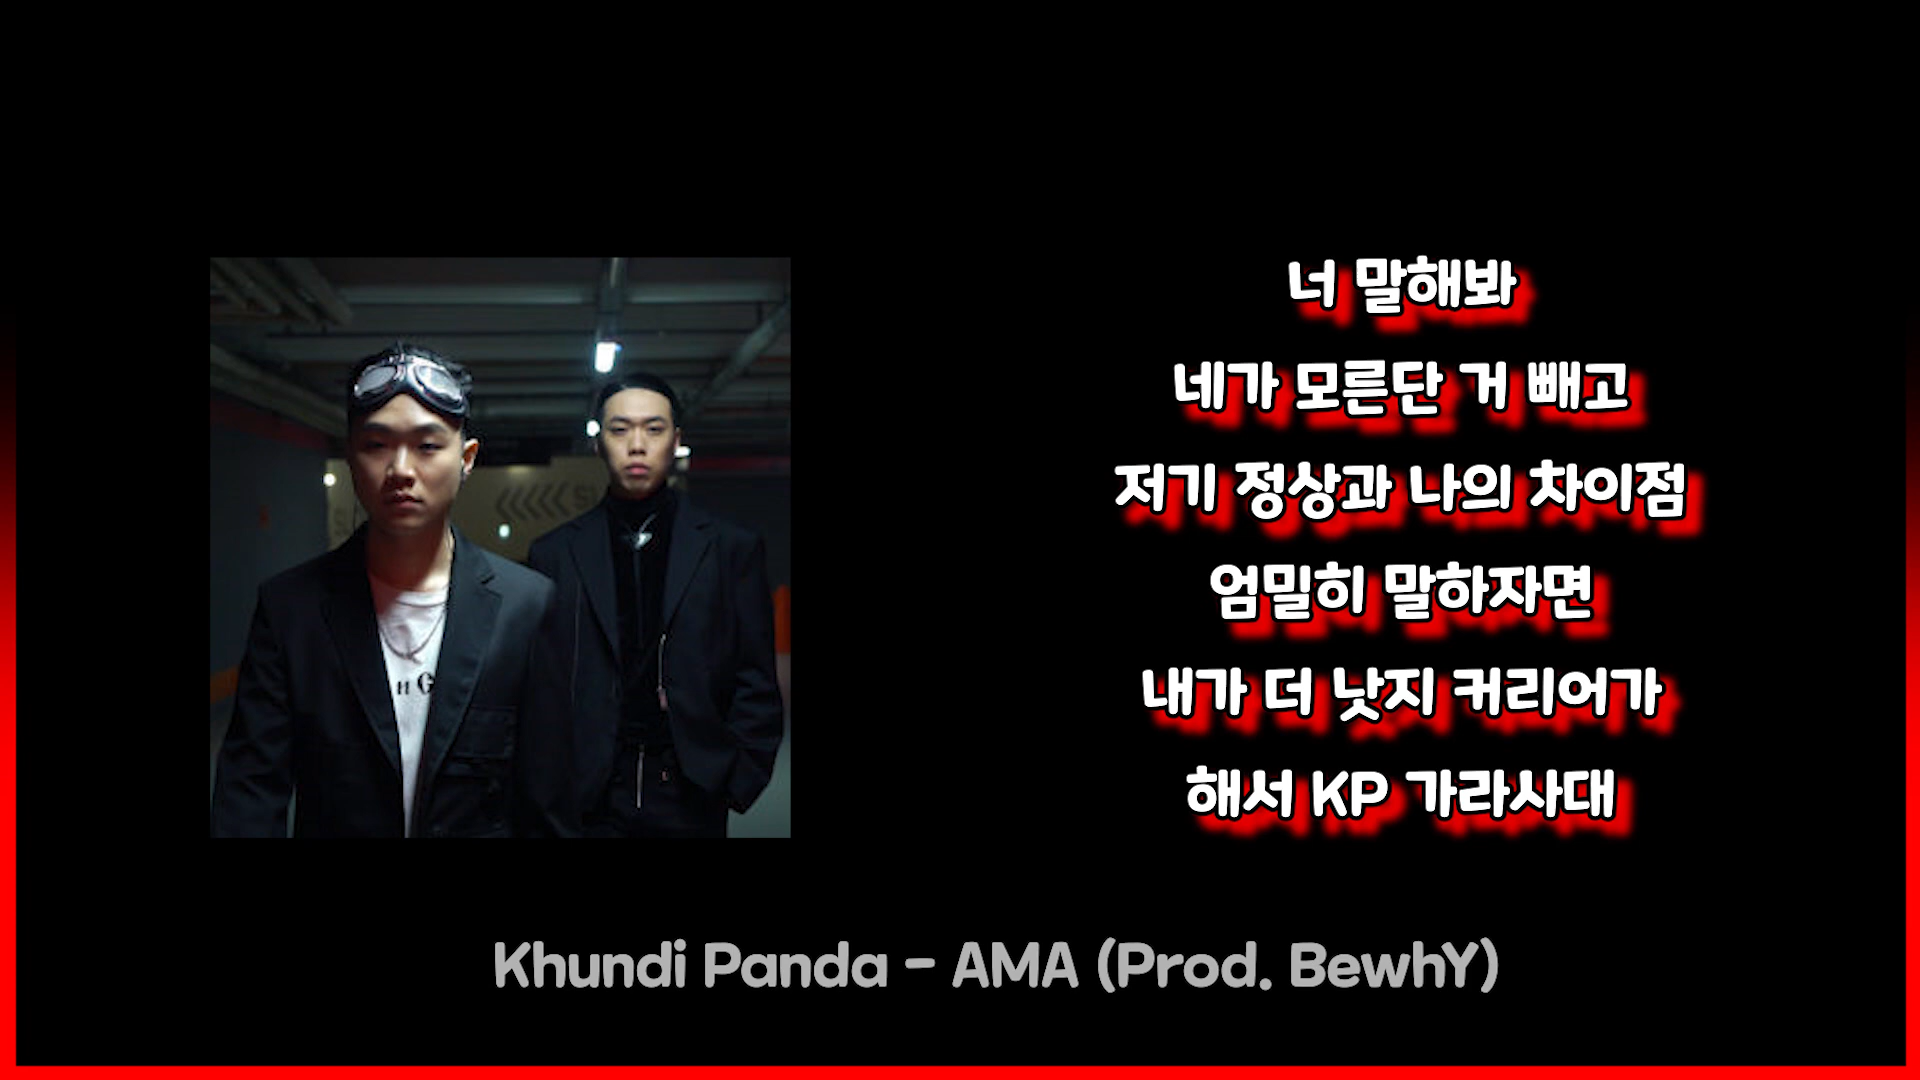 너 말해봐
네가 모른단 거 빼고
저기 정상과 나의 차이점
엄밀히 말하자면
내가 더 낫지 커리어가
해서 KP 가라사대
Khundi Panda - AMA (Prod. BewhY)